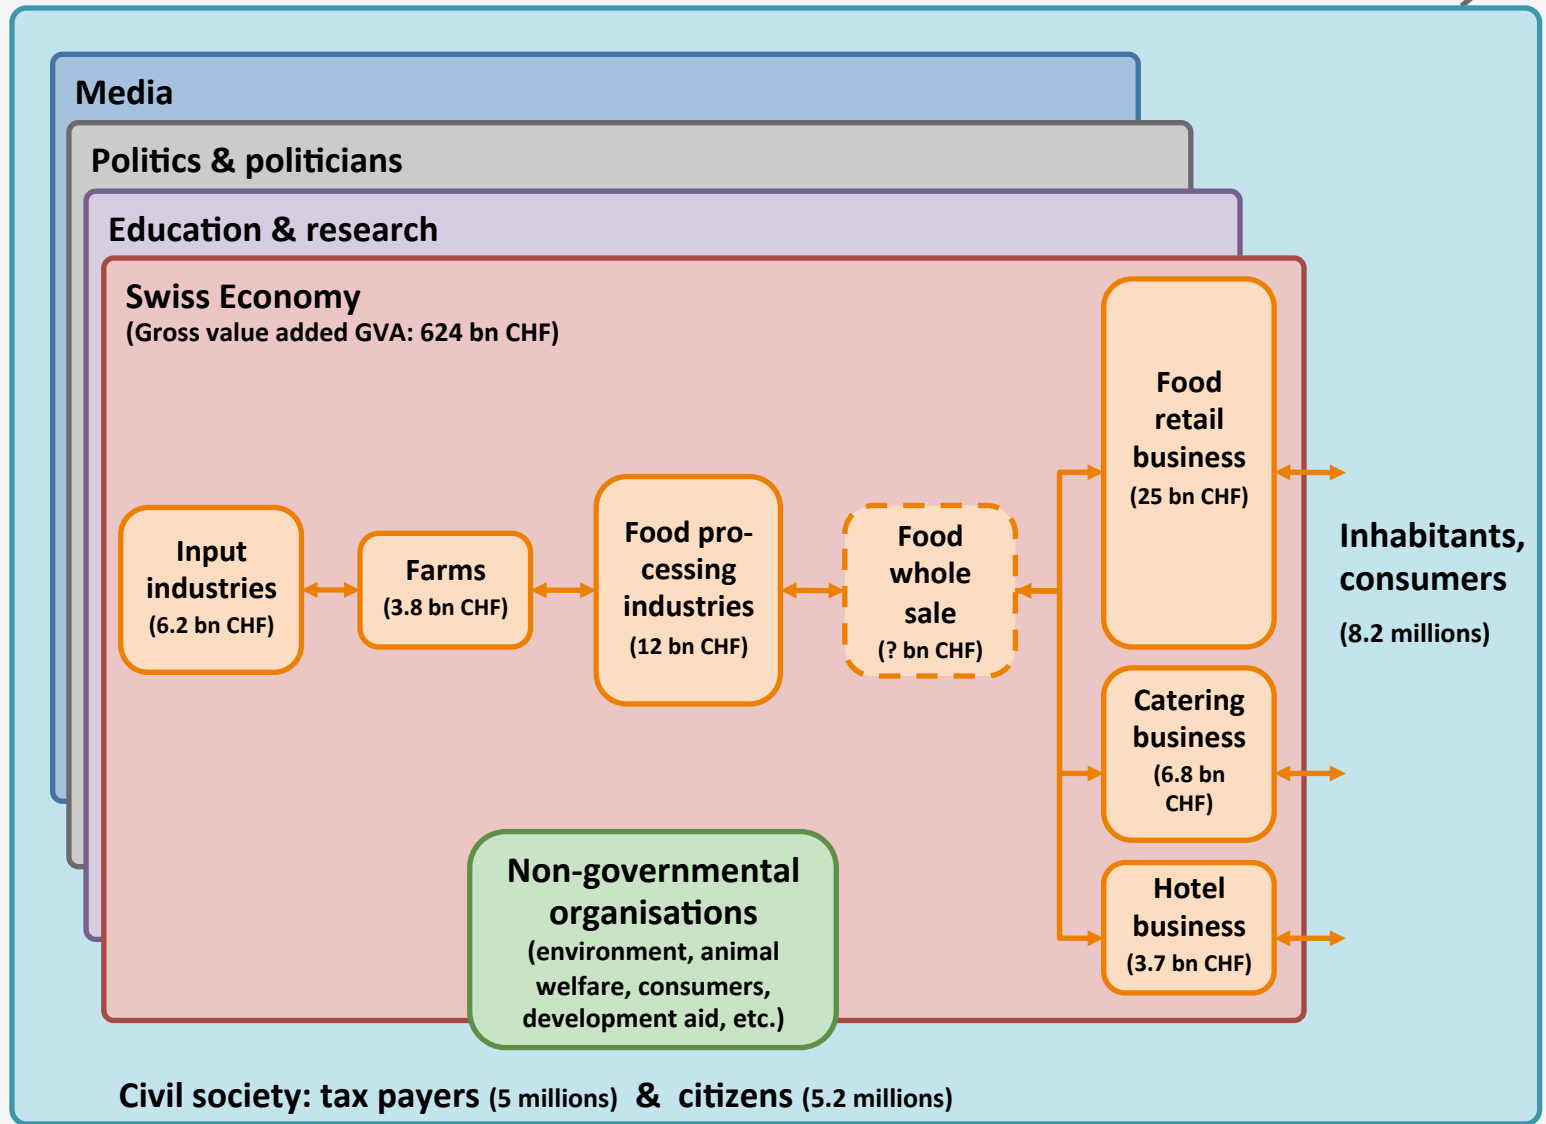 Media
Politics & politicians
Education & research
Swiss Economy
(Gross value added GVA: 624 bn CHF)
Input
industries
(6.2 bn CHF)
Farms
(3.8 bn CHF)
Food pro-
cessing
industries
(12 bn CHF)
Food
whole
sale
(? bn CHF)
Food
retail
business
(25 bn CHF)
Catering
business
(6.8 bn
CHF)
Hotel
business
(3.7 bn CHF)
Inhabitants,
consumers
(8.2 millions)
Non-governmental
organisations
(environment, animal
welfare, consumers,
development aid, etc.)
Civil society: tax payers (5 millions) & citizens (5.2 millions)